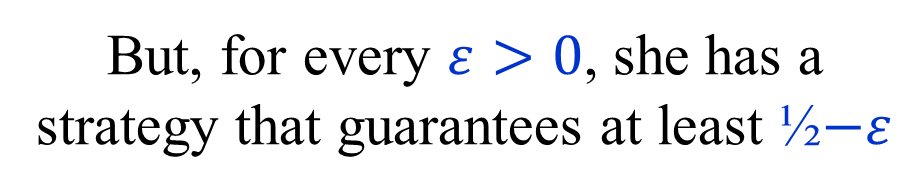 But, for every ε > 0, she has a
strategy that guarantees at least ½−ε